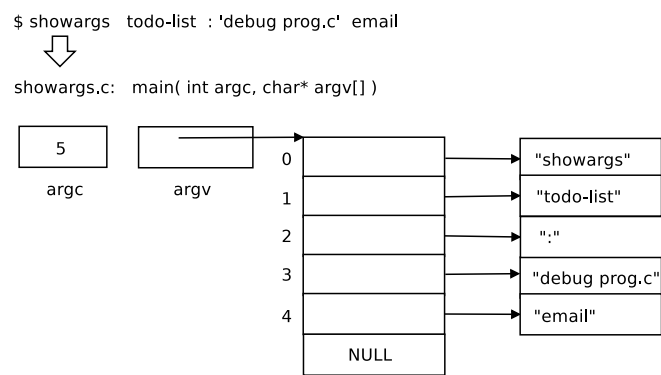 $ showargs todo-list : 'debug prog.c' email
showargs.c: main( int argc, char* argv[] )
5
argc
argv
0 "showargs"
1 "todo-list"
2 ":"
3 "debug prog.c"
4 "email"
NULL